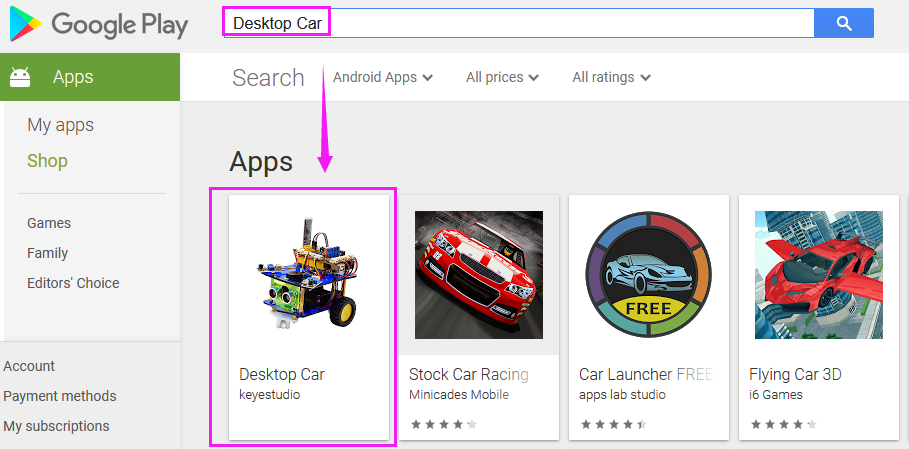 Google Play
Desktop Car
Apps
Search
Android Apps
All prices
All ratings
My apps
Shop
Games
Family
Editors' Choice
Account
Payment methods
My subscriptions
Apps
Desktop Car
keyestudio
Stock Car Racing
Minicades Mobile
FREE
Car Launcher FREE
apps lab studio
Flying Car 3D
i6 Games